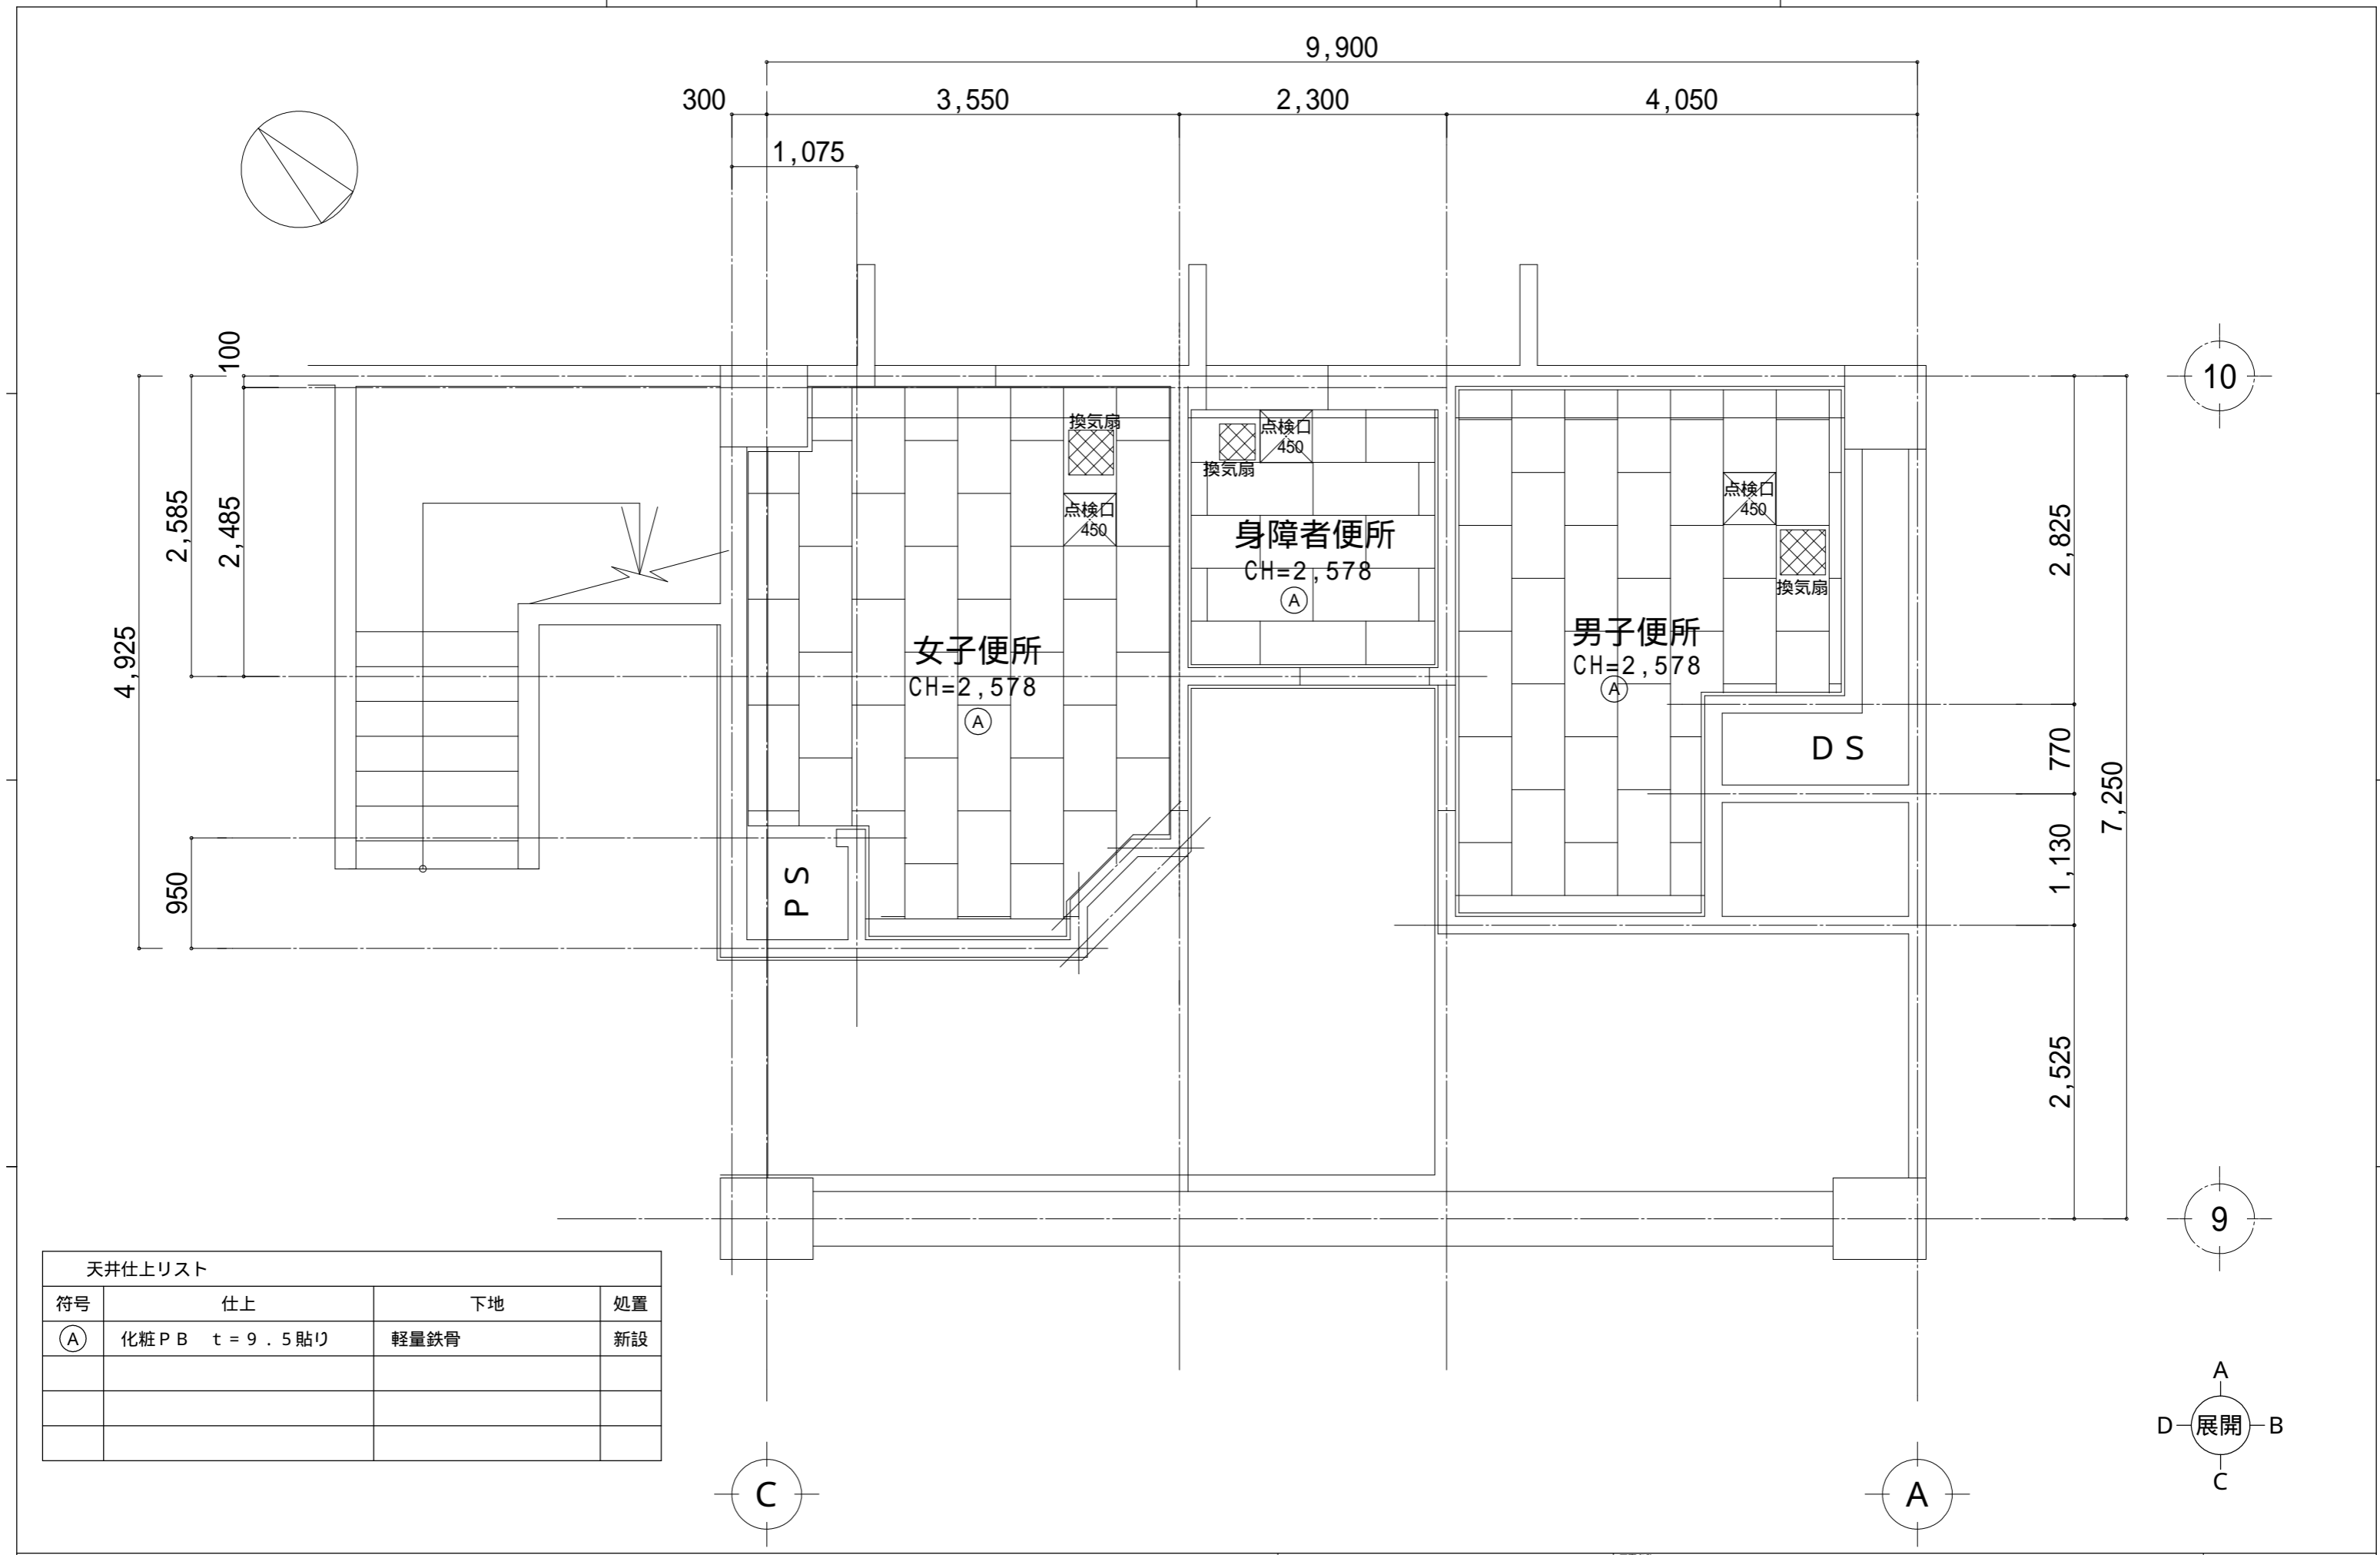 9,900
300
3,550
2,300
4,050
1,075
100
2,585
2,485
4,925
950
10
2,825
770
7,250
1,130
2,525
9
換気扇
点検口
450
点検口
450
換気扇
点検口
450
換気扇
身障者便所
CH=2,578
A
女子便所
CH=2,578
A
男子便所
CH=2,578
A
DS
PS
天井仕上リスト
符号 仕上 下地 処置
A 化粧PB t=9.5貼り 軽量鉄骨 新設
C
A
A
D 展開 B
C